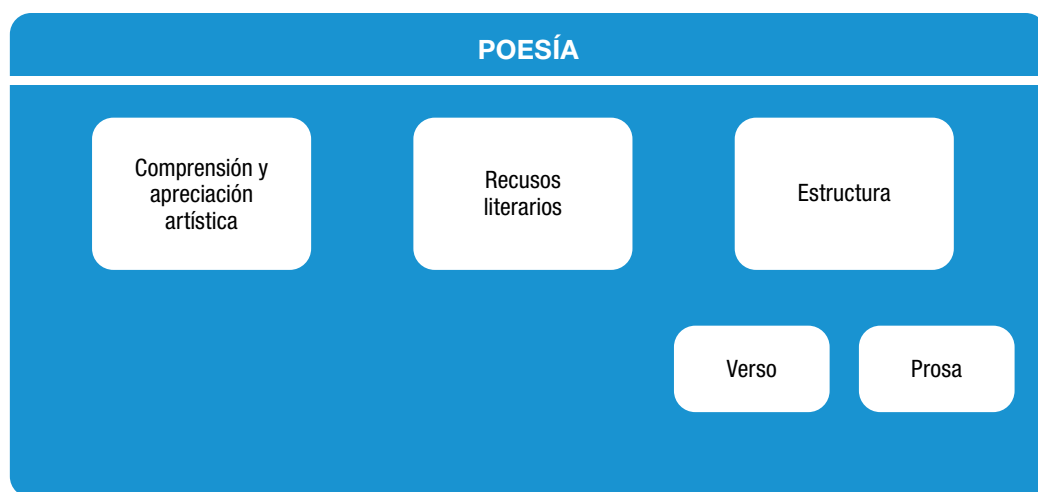 POESÍA
Comprensión y
apreciación
artística
Recusos
literarios
Estructura
Verso
Prosa